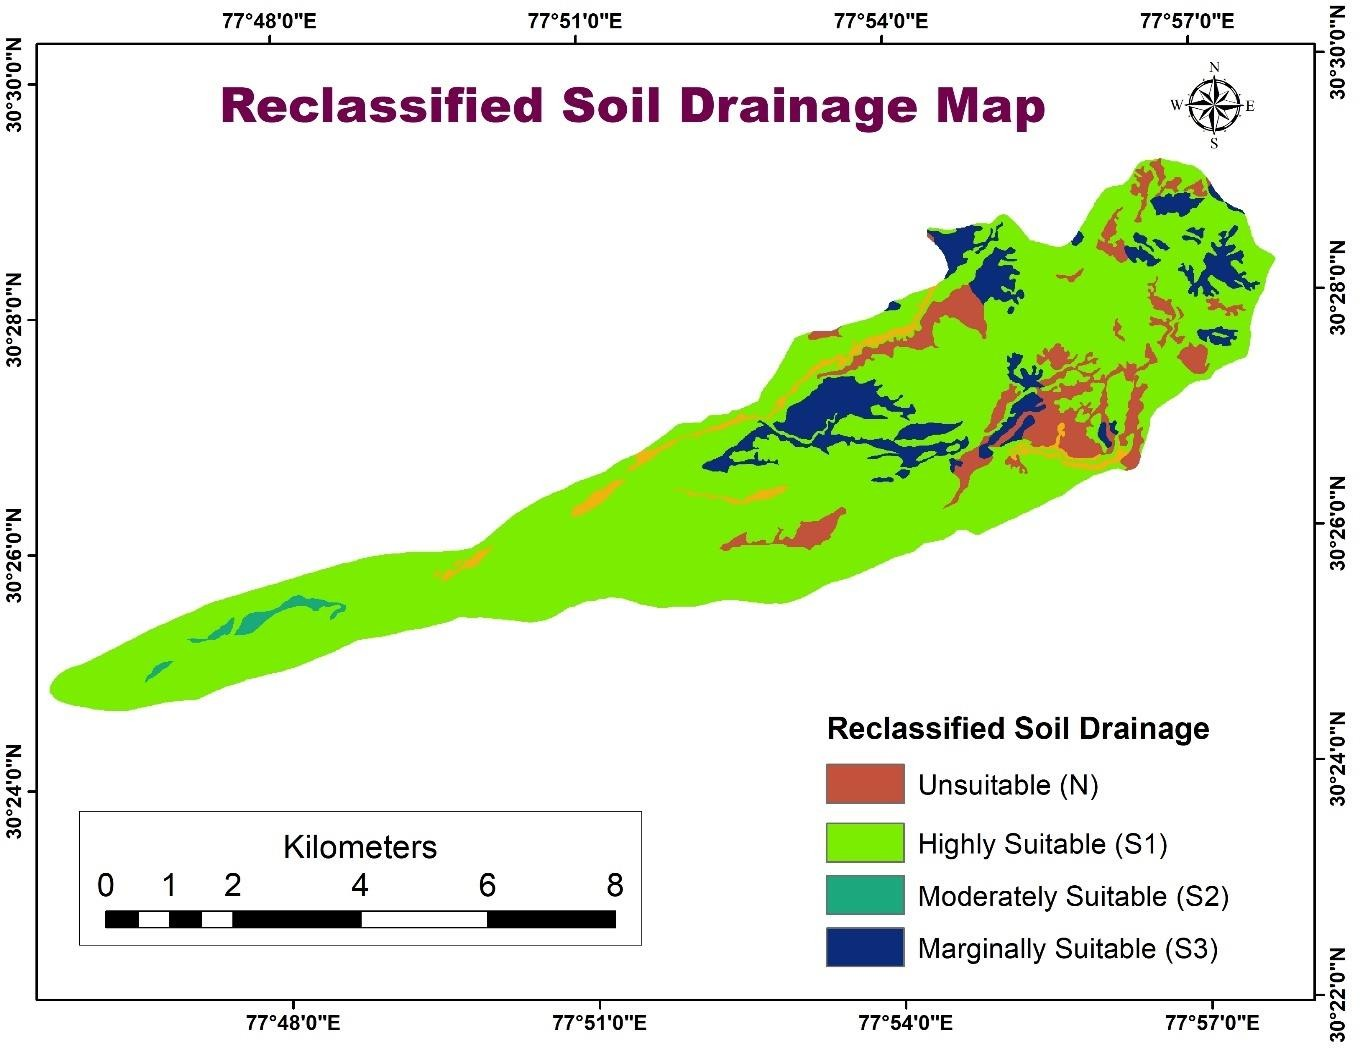 77°48'0"E 77°51'0"E 77°54'0"E 77°57'0"E
Reclassified Soil Drainage Map
N
W E
S
30°30'0"N 30°30'0"N
30°28'0"N 30°28'0"N
30°26'0"N 30°26'0"N
30°24'0"N 30°24'0"N
30°22'0"N
Reclassified Soil Drainage
Unsuitable (N)
Highly Suitable (S1)
Moderately Suitable (S2)
Marginally Suitable (S3)
Kilometers
0 1 2 4 6 8
77°48'0"E 77°51'0"E 77°54'0"E 77°57'0"E